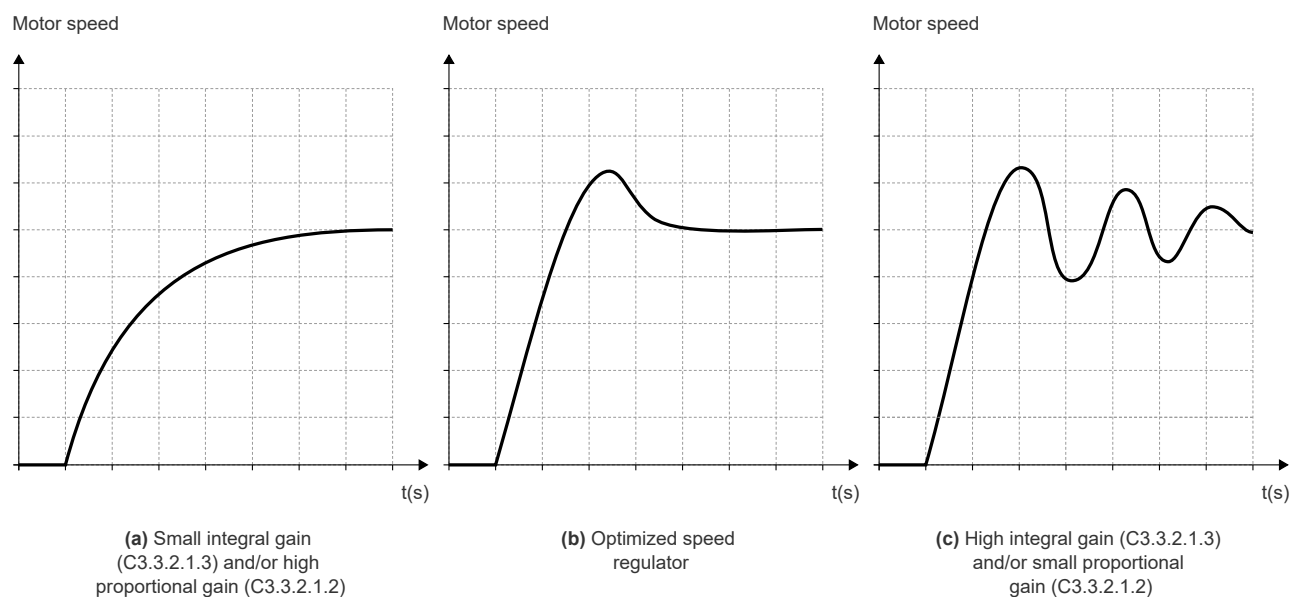 Motor speed
Motor speed
Motor speed
t(s)
t(s)
t(s)
(a) Small integral gain
(C3.3.2.1.3) and/or high
proportional gain (C3.3.2.1.2)
(b) Optimized speed
regulator
(c) High integral gain (C3.3.2.1.3)
and/or small proportional
gain (C3.3.2.1.2)